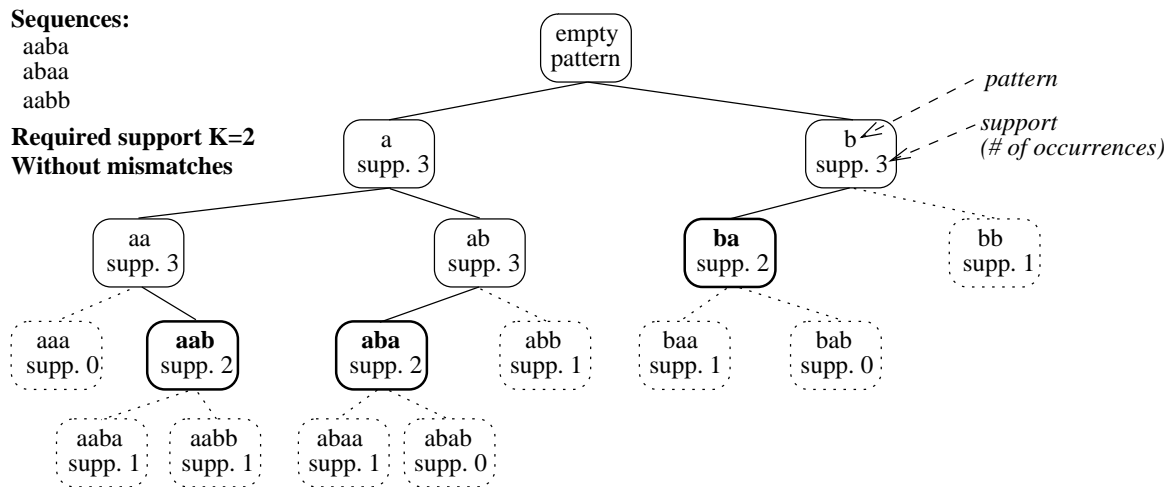 Sequences:
aaba
abaa
aabb
Required support K=2
Without mismatches
empty
pattern
pattern
support
(# of occurrences)
a
supp. 3
b
supp. 3
aa
supp. 3
ab
supp. 3
ba
supp. 2
bb
supp. 1
aaa
supp. 0
aab
supp. 2
aba
supp. 2
abb
supp. 1
baa
supp. 1
bab
supp. 0
aaba
supp. 1
aabb
supp. 1
abaa
supp. 1
abab
supp. 0